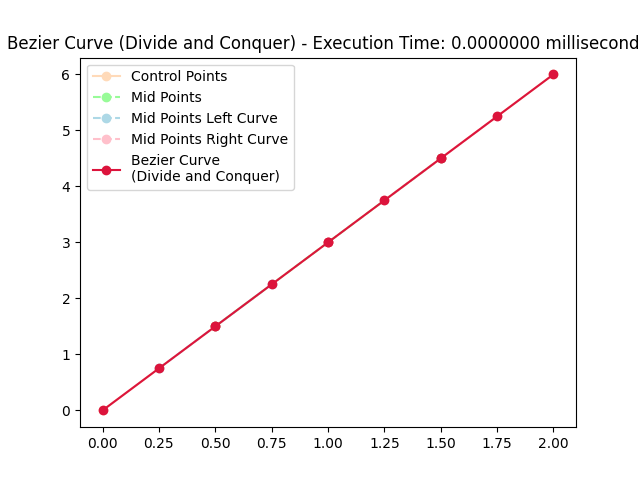 Bezier Curve (Divide and Conquer) - Execution Time: 0.0000000 millisecond
Control Points
Mid Points
Mid Points Left Curve
Mid Points Right Curve
Bezier Curve
(Divide and Conquer)
6
5
4
3
2
1
0
0.00 0.25 0.50 0.75 1.00 1.25 1.50 1.75 2.00